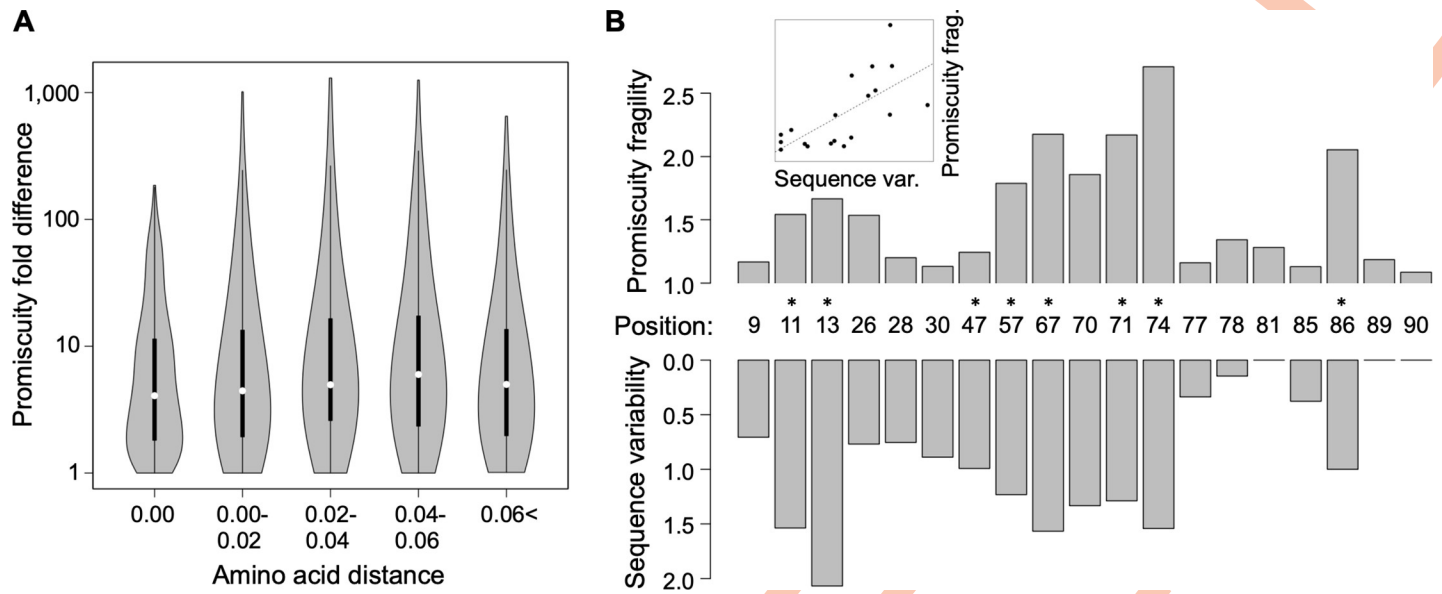 A
Promiscuity fold difference
1,000
100
10
1
0.00
0.00-
0.02
0.02-
0.04
0.04-
0.06
0.06<
Amino acid distance
B
Promiscuity frag.
Sequence var.
Promiscuity fragility
2.5
2.0
1.5
1.0
* * * * * * * *
Position: 9 11 13 26 28 30 47 57 67 70 71 74 77 78 81 85 86 89 90
Sequence variability
0.0
0.5
1.0
1.5
2.0